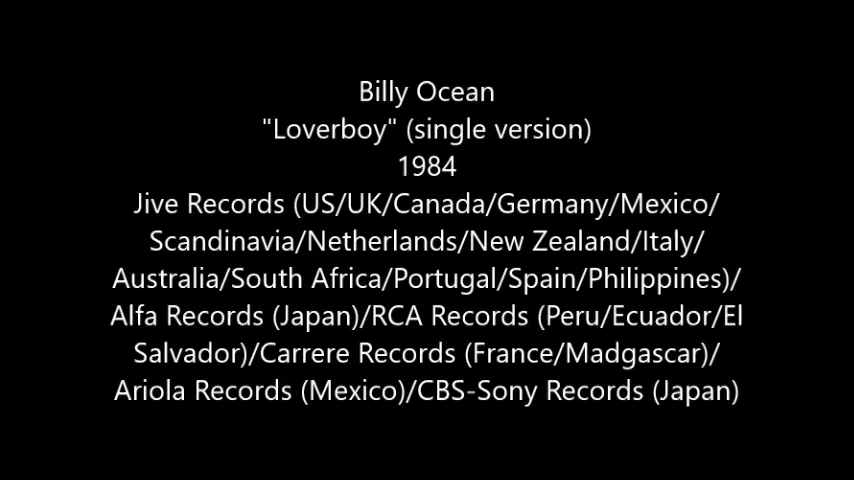 Billy Ocean
"Loverboy" (single version)
1984
Jive Records (US/UK/Canada/Germany/Mexico/
Scandinavia/Netherlands/New Zealand/Italy/
Australia/South Africa/Portugal/Spain/Philippines)/
Alfa Records (Japan)/RCA Records (Peru/Ecuador/El
Salvador)/Carrere Records (France/Madgascar)/
Ariola Records (Mexico)/CBS-Sony Records (Japan)